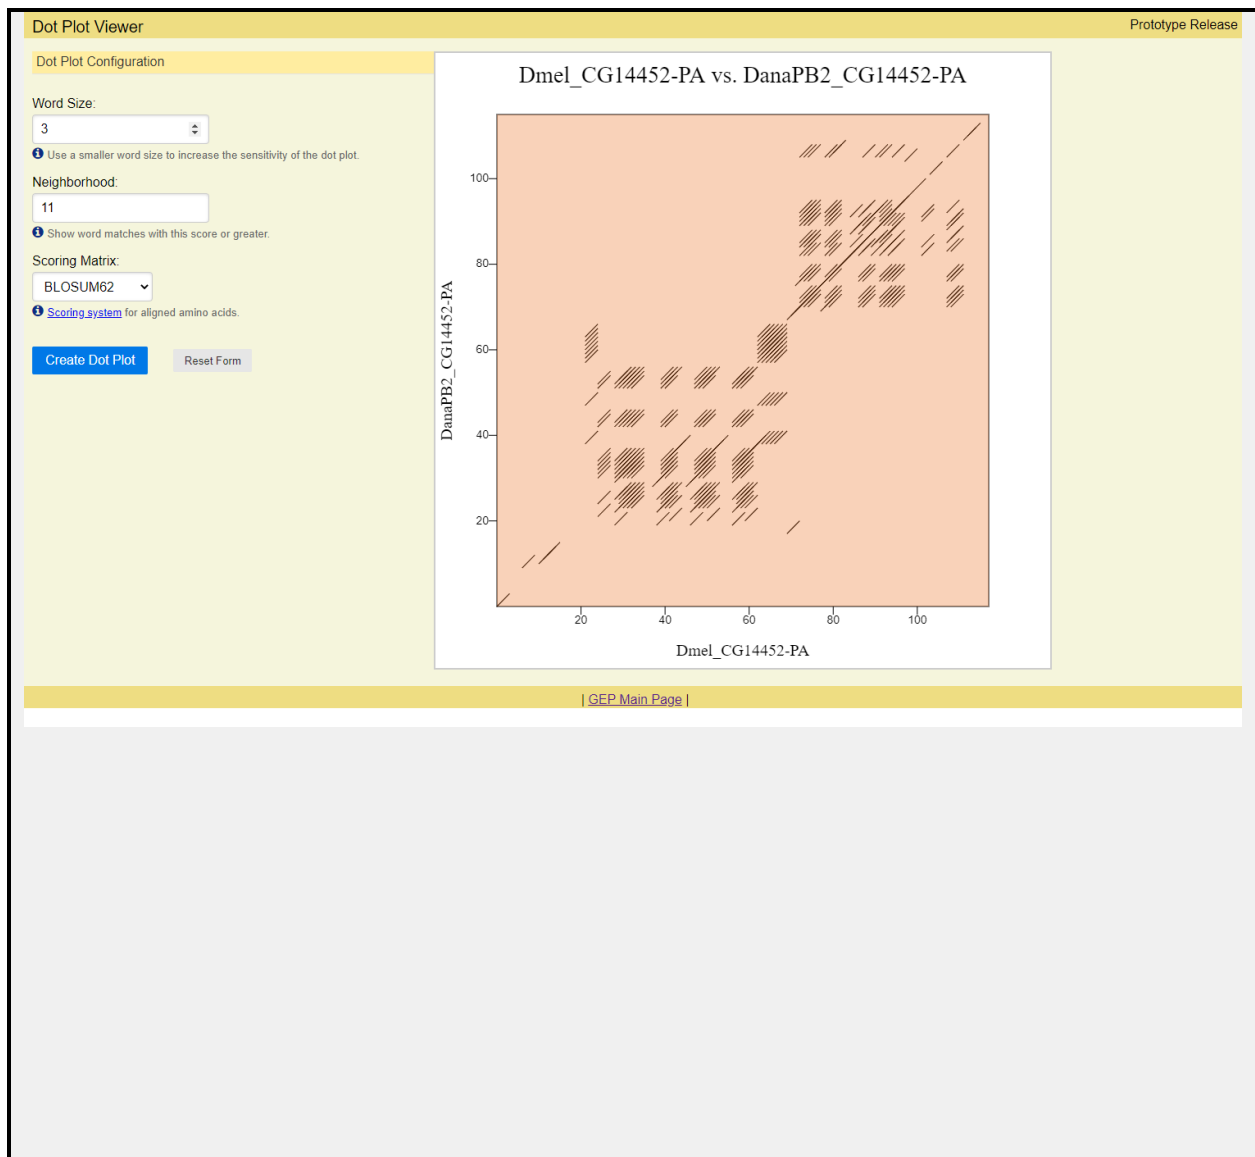 Dot Plot Viewer
Prototype Release
Dot Plot Configuration
Word Size:
3
Use a smaller word size to increase the sensitivity of the dot plot.
Neighborhood:
11
Show word matches with this score or greater.
Scoring Matrix:
BLOSUM62
Scoring system for aligned amino acids.
Create Dot Plot
Reset Form
Dmel_CG14452-PA vs. DanaPB2_CG14452-PA
DanaPB2_CG14452-PA
100
80
60
40
20
20
40
60
80
100
Dmel_CG14452-PA
| GEP Main Page |